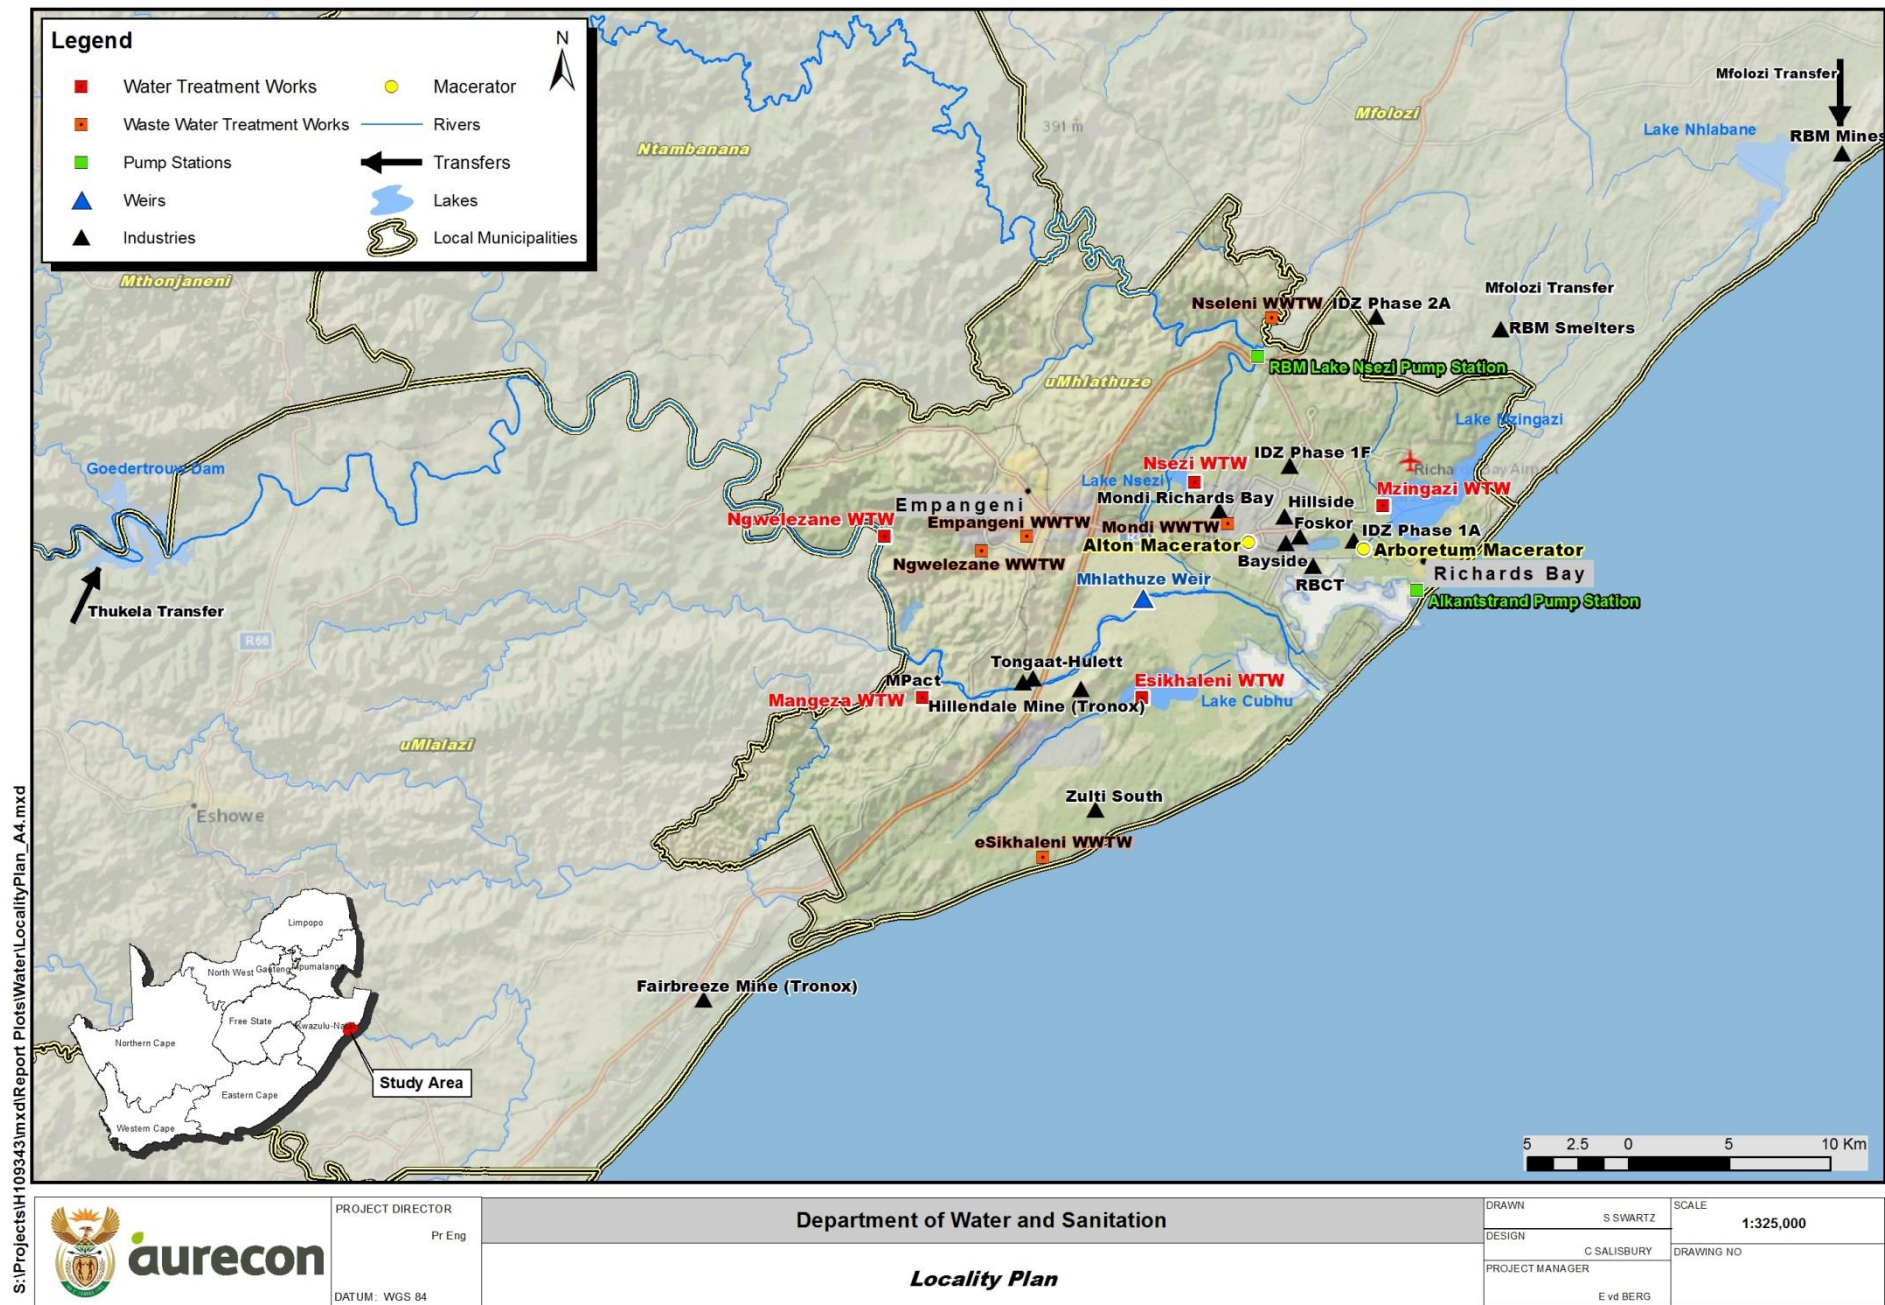 Legend
N
Water Treatment Works
Macerator
Waste Water Treatment Works
Rivers
Pump Stations
Transfers
Weirs
Lakes
Industries
Local Municipalities
Mfolozi Transfer
Lake Nhlabane
RBM Mines
Mfolozi
391 m
Ntambanana
Mthonjaneni
Nseleni WWTW
IDZ Phase 2A
Mfolozi Transfer
RBM Smelters
RBM Lake Nsezi Pump Station
uMhlathuze
Lake Mzingazi
Goedertrouw Dam
Nsezi WTW
IDZ Phase 1F
Richards Bay Airport
Lake Nsezi
Mondi Richards Bay
Hillside
Mzingazi WTW
Empangeni
Ngwelezane WTW
Empangeni WWTW
Mondi WWTW
Foskor
IDZ Phase 1A
Alton Macerator
Arboretum Macerator
Ngwelezane WWTW
Bayside
Richards Bay
Mhlathuze Weir
RBCT
Alkantstrand Pump Station
Thukela Transfer
R66
Tongaat-Hulett
MPact
Esikhaleni WTW
Mangeza WTW
Hillendale Mine (Tronox)
Lake Cubhu
uMlalazi
Zulti South
Eshowe
eSikhaleni WWTW
Fairbreeze Mine (Tronox)
Limpopo
North West
Gauteng
Mpumalanga
Free State
Kwazulu-Natal
Northern Cape
Study Area
Eastern Cape
Western Cape
5 2.5 0 5 10 Km
S:\Projects\H109343\mxd\Report Plots\Water\LocalityPlan_A4.mxd
aurecon
PROJECT DIRECTOR
Pr Eng
DATUM: WGS 84
Department of Water and Sanitation
Locality Plan
DRAWN
S SWARTZ
DESIGN
C SALISBURY
PROJECT MANAGER
E vd BERG
SCALE
1:325,000
DRAWING NO